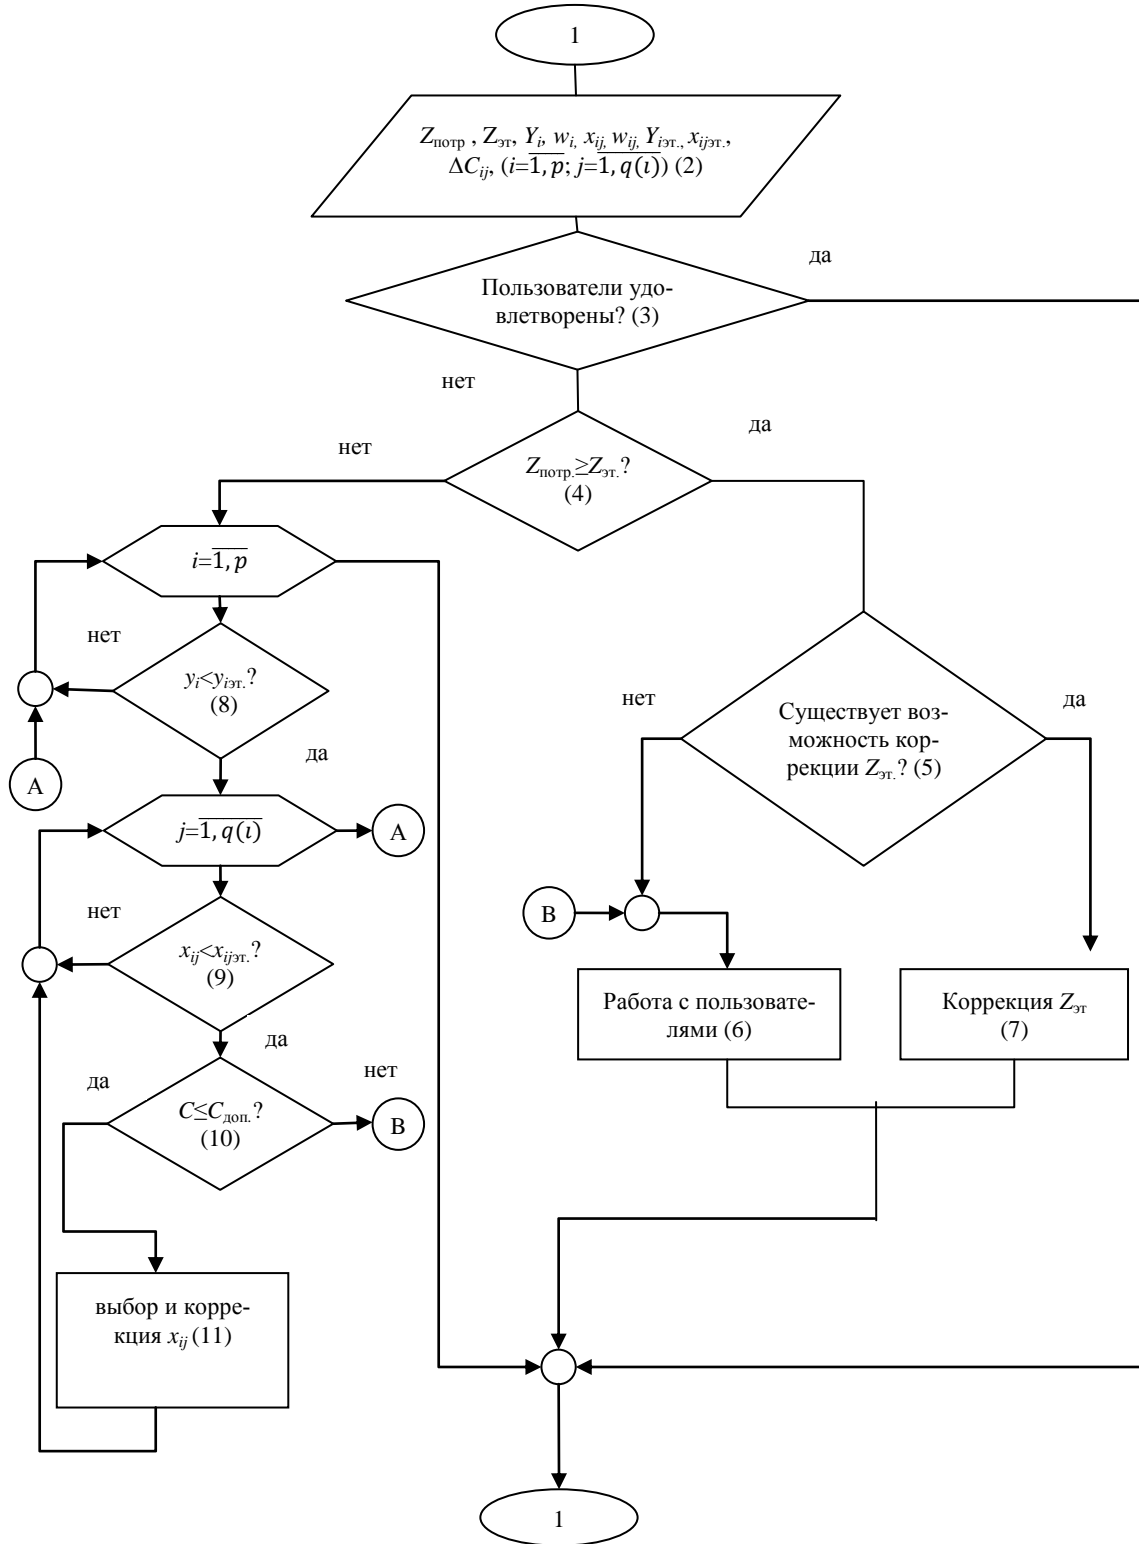 1
Zпотр , Zэт, Yi, wi, xij, wij, Yiэт., xijэт.,
ΔCij, (i=1, p; j=1, q(i)) (2)
да
Пользователи удо-
влетворены? (3)
нет
да
нет
Zпотр.≥Zэт.?
(4)
i=1, p
нет
yi<yiэт.?
(8)
да
A
нет
да
Существует воз-
можность кор-
рекции Zэт.? (5)
j=1, q(i)
A
нет
B
xij<xijэт.?
(9)
да
Работа с пользовате-
лями (6)
Коррекция Zэт
(7)
да
нет
C≤Cдоп.?
(10)
B
выбор и корре-
кция xij (11)
1